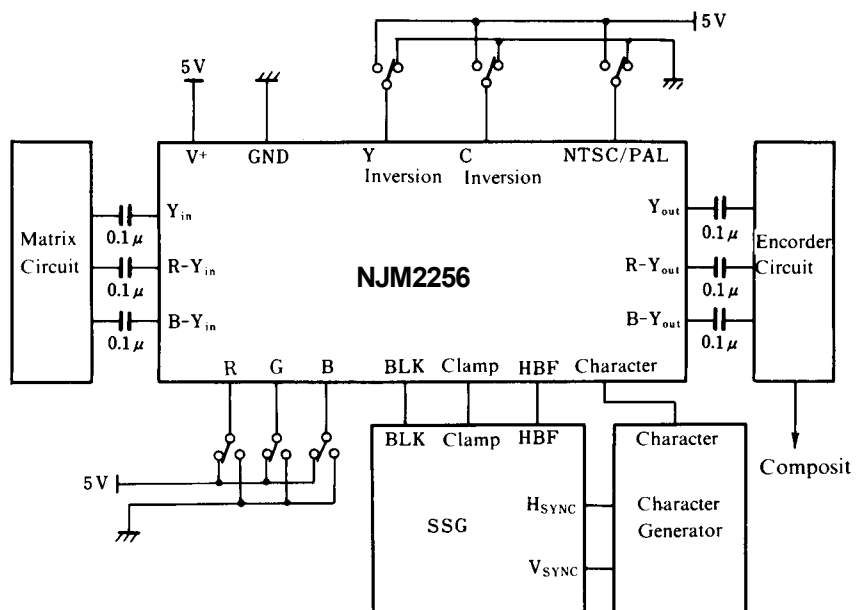 5V
5V
V+
GND
Y
Inversion
C
Inversion
NTSC/PAL
Matrix
Circuit
0.1μ
0.1μ
0.1μ
Yin
R-Yin
B-Yin
NJM2256
Yout
R-Yout
B-Yout
0.1μ
0.1μ
0.1μ
Encorder
Circuit
R
G
B
BLK
Clamp
HBF
Character
BLK
Clamp
HBF
Character
5V
SSG
HSYNC
VSYNC
Character
Generator
Composit